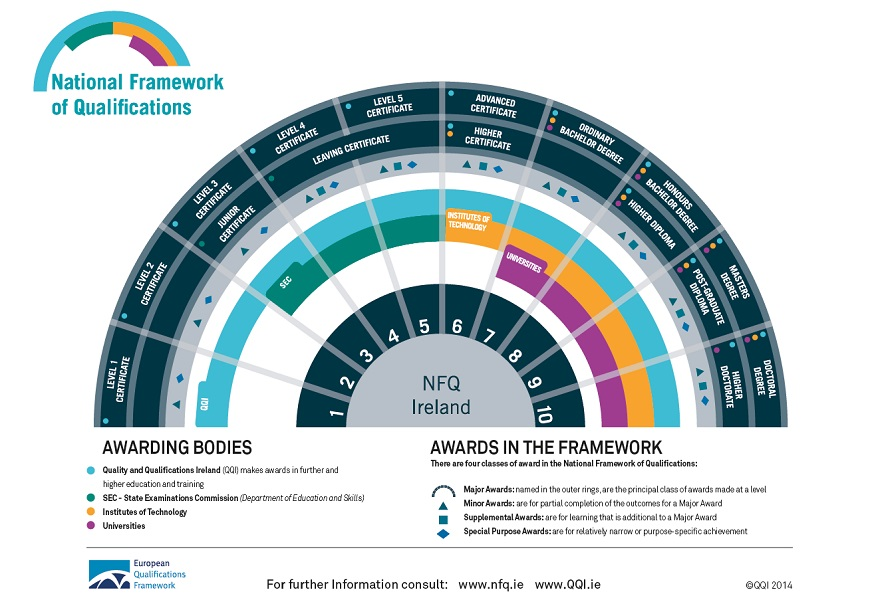 National Framework
of Qualifications
LEVEL 1
CERTIFICATE
LEVEL 2
CERTIFICATE
LEVEL 3
CERTIFICATE
LEVEL 4
CERTIFICATE
LEVEL 5
CERTIFICATE
ADVANCED
CERTIFICATE
ORDINARY
BACHELOR DEGREE
HONOURS
BACHELOR DEGREE
MASTERS
DEGREE
DOCTORAL
DEGREE
JUNIOR
CERTIFICATE
LEAVING CERTIFICATE
HIGHER
CERTIFICATE
HIGHER DIPLOMA
POST-GRADUATE
DIPLOMA
HIGHER
DOCTORATE
QQI
SEC
INSTITUTES OF
TECHNOLOGY
UNIVERSITIES
1
2
3
4
5
6
7
8
9
10
NFQ
Ireland
AWARDING BODIES
Quality and Qualifications Ireland (QQI) makes awards in further and
higher education and training
SEC - State Examinations Commission (Department of Education and Skills)
Institutes of Technology
Universities
AWARDS IN THE FRAMEWORK
There are four classes of award in the National Framework of Qualifications:
Major Awards: named in the outer rings, are the principal class of awards made at a level
Minor Awards: are for partial completion of the outcomes for a Major Award
Supplemental Awards: are for learning that is additional to a Major Award
Special Purpose Awards: are for relatively narrow or purpose-specific achievement
European
Qualifications
Framework
For further Information consult: www.nfq.ie www.QQI.ie
©QQI 2014